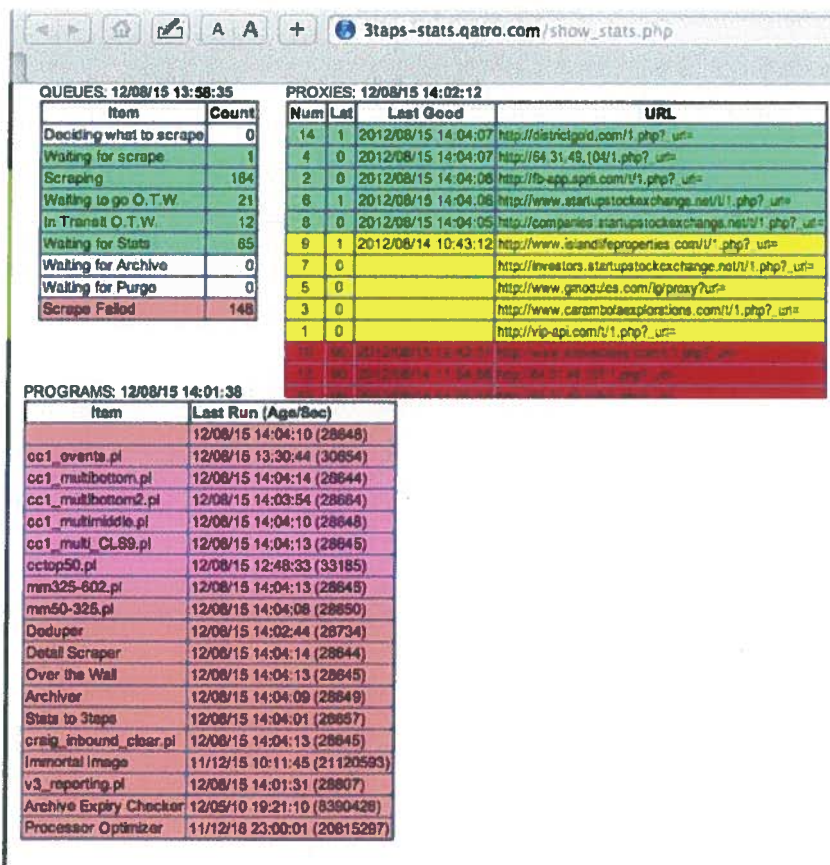 A A + 3taps-stats.qatro.com/show_stats.php
QUEUES: 12/08/15 13:58:35
Item Count
Deciding what to scrape 0
Waiting for scrape 1
Scraping 164
Waiting to go O.T.W. 21
In Transit O.T.W. 12
Waiting for Stats 65
Waiting for Archive 0
Waiting for Purge 0
Scrape Failed 148
PROXIES: 12/08/15 14:02:12
Num Lat Last Good URL
14 1 2012/08/15 14:04:07 http://districtgold.com/1.php?_url=
4 0 2012/08/15 14:04:07 http://64.31.49.104/1.php?_url=
2 0 2012/08/15 14:04:06 http://fb-app.spni.com/t/1.php?_url=
6 1 2012/08/15 14:04:06 http://www.startupstockexchange.net/t/1.php?_url=
8 0 2012/08/15 14:04:05 http://companies.startupstockexchange.net/t/1.php?_url=
9 1 2012/08/14 10:43:12 http://www.islandlifeproperties.com/t/1.php?_url=
7 0 http://investors.startupstockexchange.net/t/1.php?_url=
5 0 http://www.gmodules.com/ig/proxy?url=
3 0 http://www.carambolaexplorations.com/t/1.php?_url=
1 0 http://vip-api.com/t/1.php?_url=
PROGRAMS: 12/08/15 14:01:38
Item Last Run (Age/Sec)
12/08/15 14:04:10 (28648)
cc1_events.pl 12/08/15 13:30:44 (30654)
cc1_multibottom.pl 12/08/15 14:04:14 (28644)
cc1_multibottom2.pl 12/08/15 14:03:54 (28664)
cc1_multimiddle.pl 12/08/15 14:04:10 (28648)
cc1_multi_CLS9.pl 12/08/15 14:04:13 (28645)
cctop50.pl 12/08/15 12:48:33 (33185)
mm325-602.pl 12/08/15 14:04:13 (28645)
mm50-325.pl 12/08/15 14:04:08 (28650)
Deduper 12/08/15 14:02:44 (28734)
Detail Scraper 12/08/15 14:04:14 (28644)
Over the Wall 12/08/15 14:04:13 (28645)
Archiver 12/08/15 14:04:09 (28649)
Stats to 3taps 12/08/15 14:04:01 (28657)
craig_inbound_clear.pl 12/08/15 14:04:13 (28645)
Immortal Image 11/12/15 10:11:45 (21120593)
v3_reporting.pl 12/08/15 14:01:31 (28807)
Archive Expiry Checker 12/05/10 19:21:10 (8390428)
Processor Optimizer 11/12/18 23:00:01 (20815297)